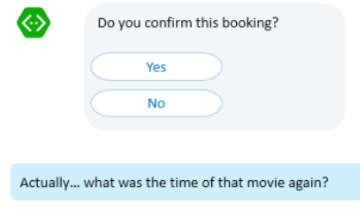 Do you confirm this booking?
Yes
No
Actually... what was the time of that movie again?